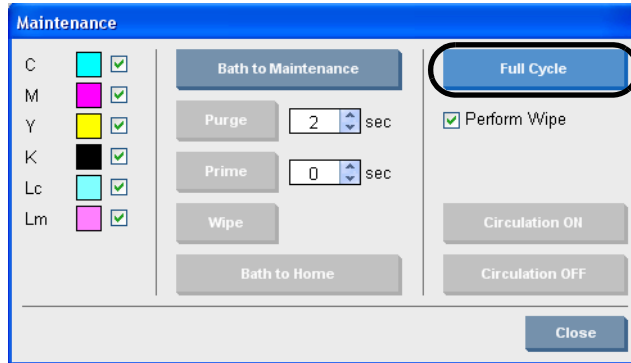 Maintenance
C
M
Y
K
Lc
Lm
Bath to Maintenance
Purge 2 sec
Prime 0 sec
Wipe
Bath to Home
Full Cycle
Perform Wipe
Circulation ON
Circulation OFF
Close